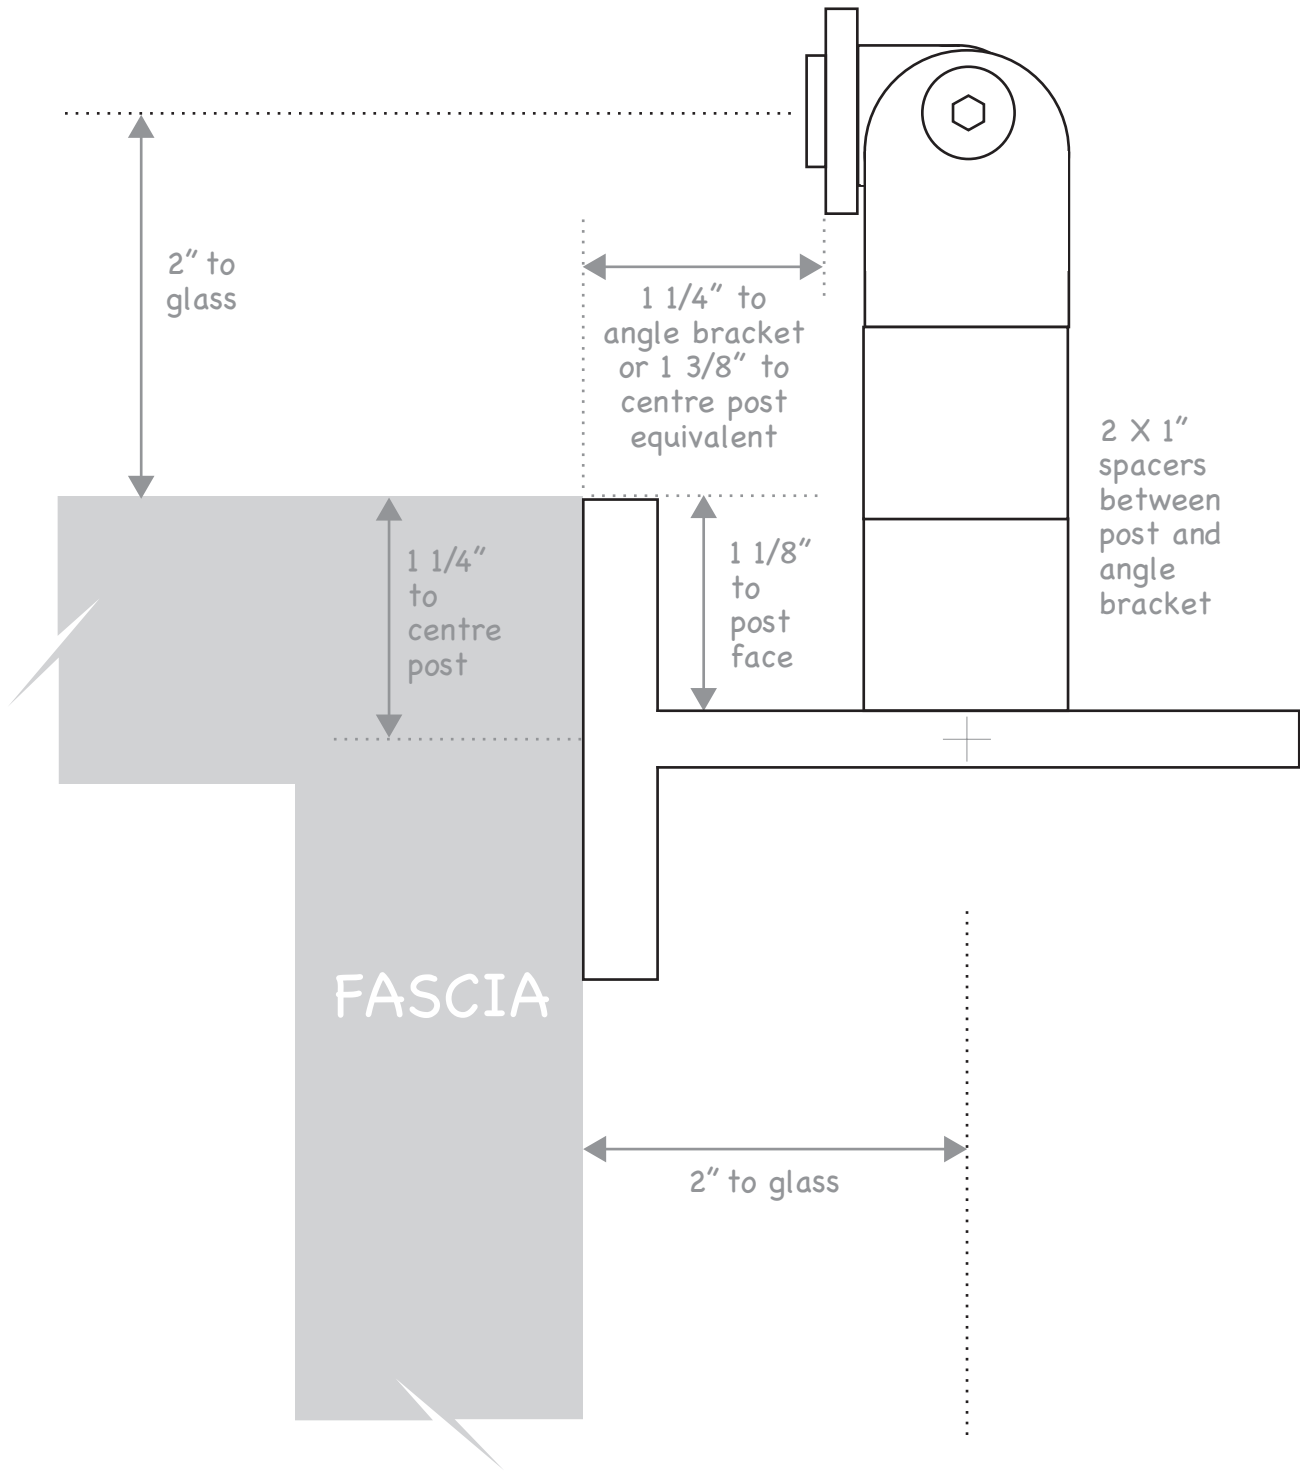 2" to
glass
1 1/4" to
angle bracket
or 1 3/8" to
centre post
equivalent
2 X 1"
spacers
between
post and
angle
bracket
1 1/4"
to
centre
post
1 1/8"
to
post
face
FASCIA
2" to glass